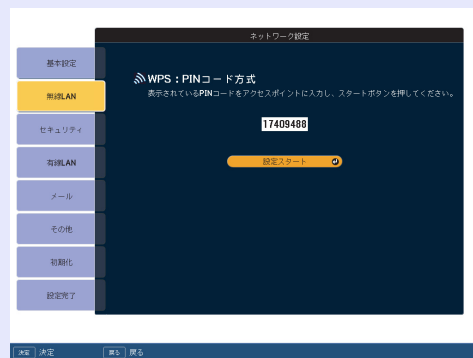 ネットワーク設定
基本設定
無線LAN
セキュリティ
有線LAN
メール
その他
初期化
設定完了
WPS:PINコード方式
表示されているPINコードをアクセスポイントに入力し、スタートボタンを押してください。
17409488
設定スタート
決定 決定
戻る 戻る